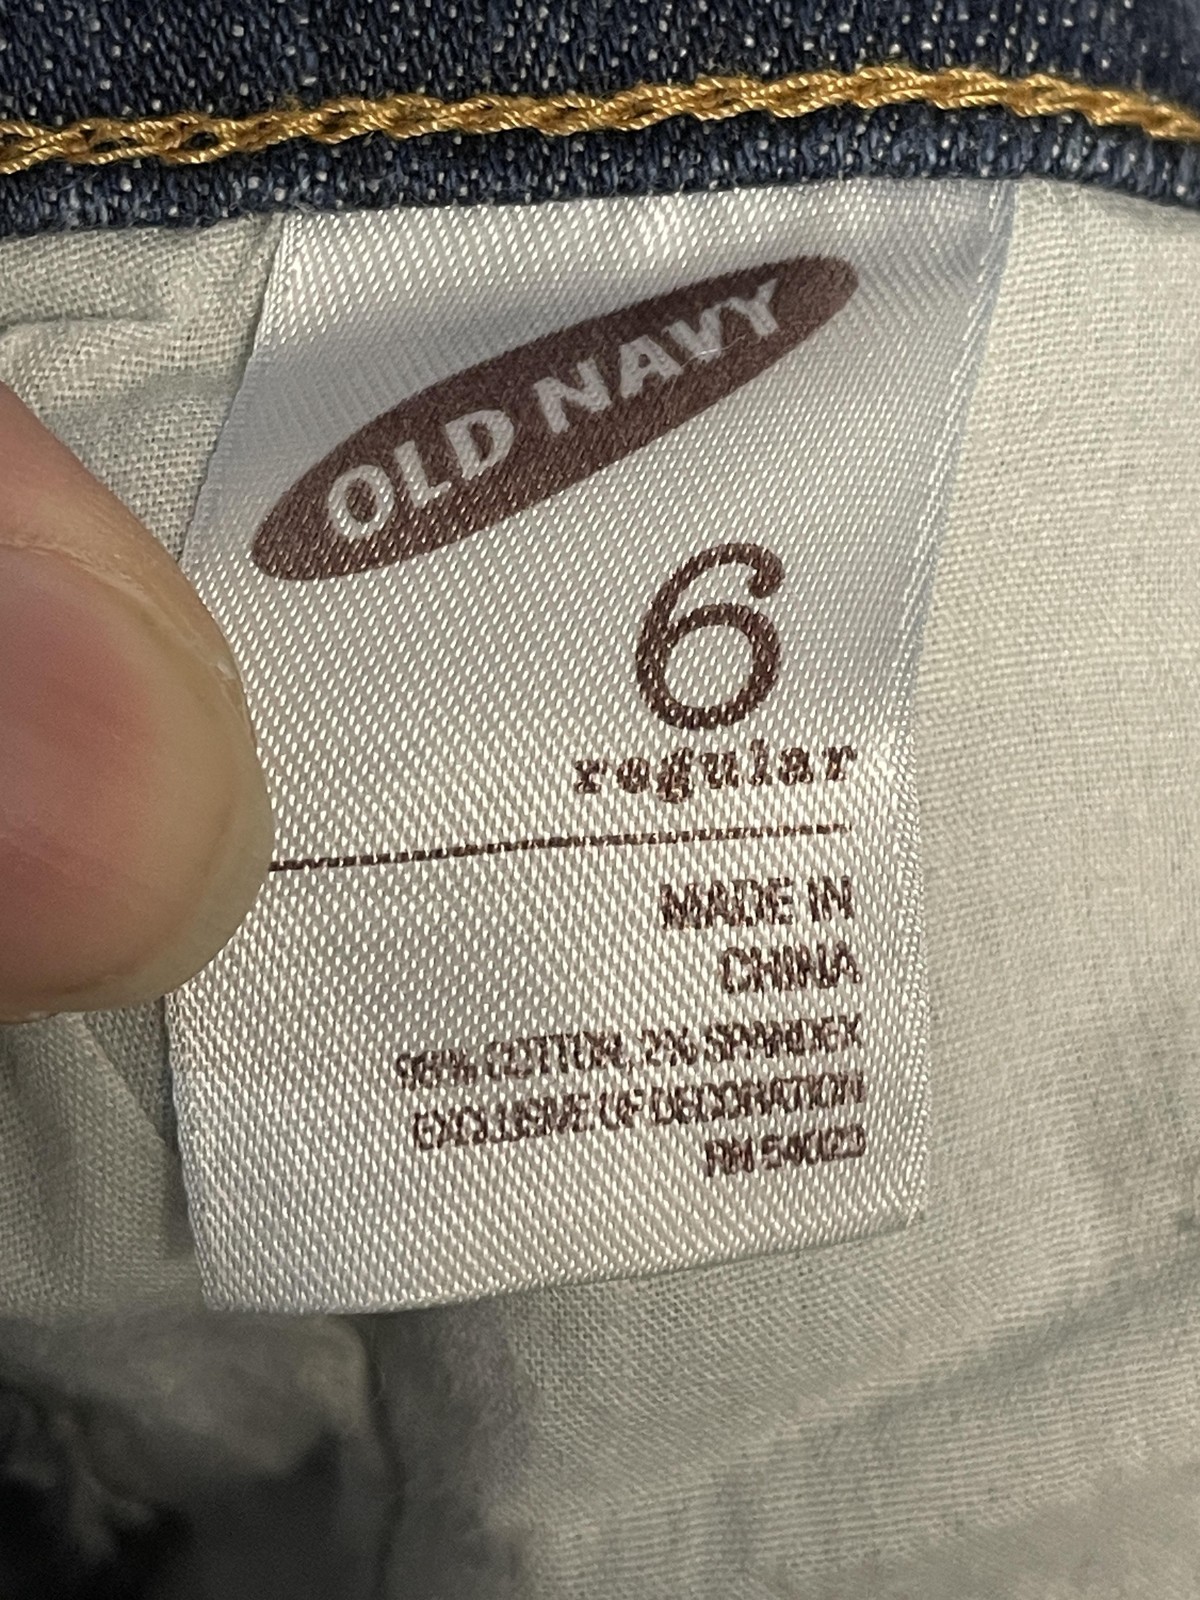 OLD NAVY
6
regular
MADE IN
CHINA
98% COTTON, 2% SPANDEX
EXCLUSIVE OF DECORATION
RN 54023